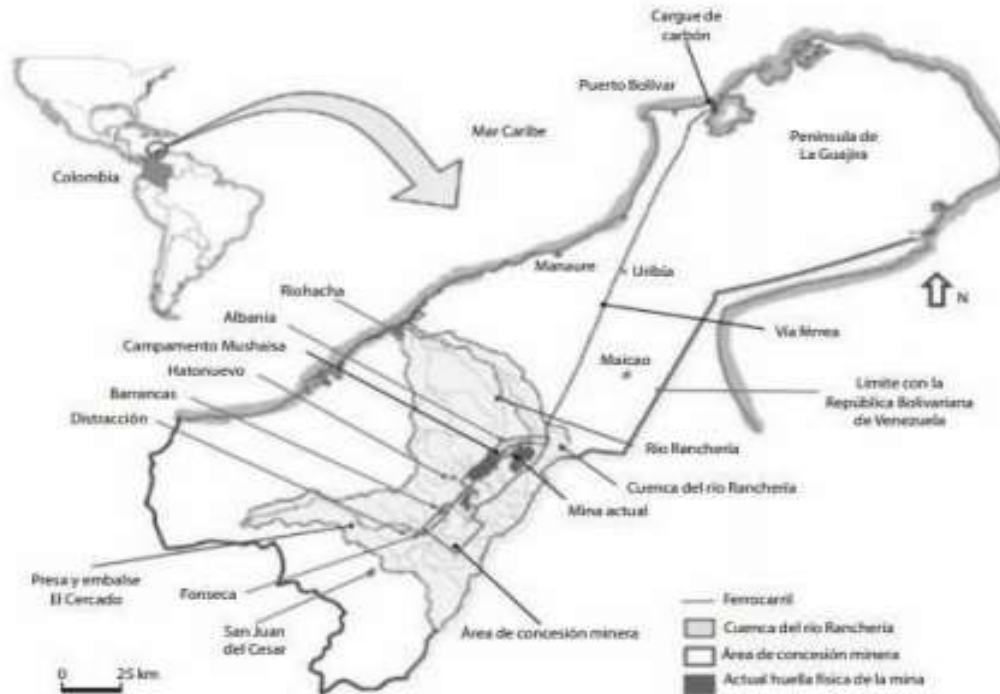 Cargue de
carbón
Puerto Bolívar
Mar Caribe
Península de
La Guajira
Colombia
Manaure
Uribia
N
Riohacha
Vía férrea
Albania
Campamento Mushaisa
Maicao
Hatonuevo
Límite con la
República Bolivariana
de Venezuela
Barrancas
Distracción
Río Ranchería
Cuenca del río Ranchería
Mina actual
Presa y embalse
El Cercado
Fonseca
San Juan
del Cesar
Área de concesión minera
Ferrocarril
Cuenca del río Ranchería
Área de concesión minera
Actual huella física de la mina
0 25 km